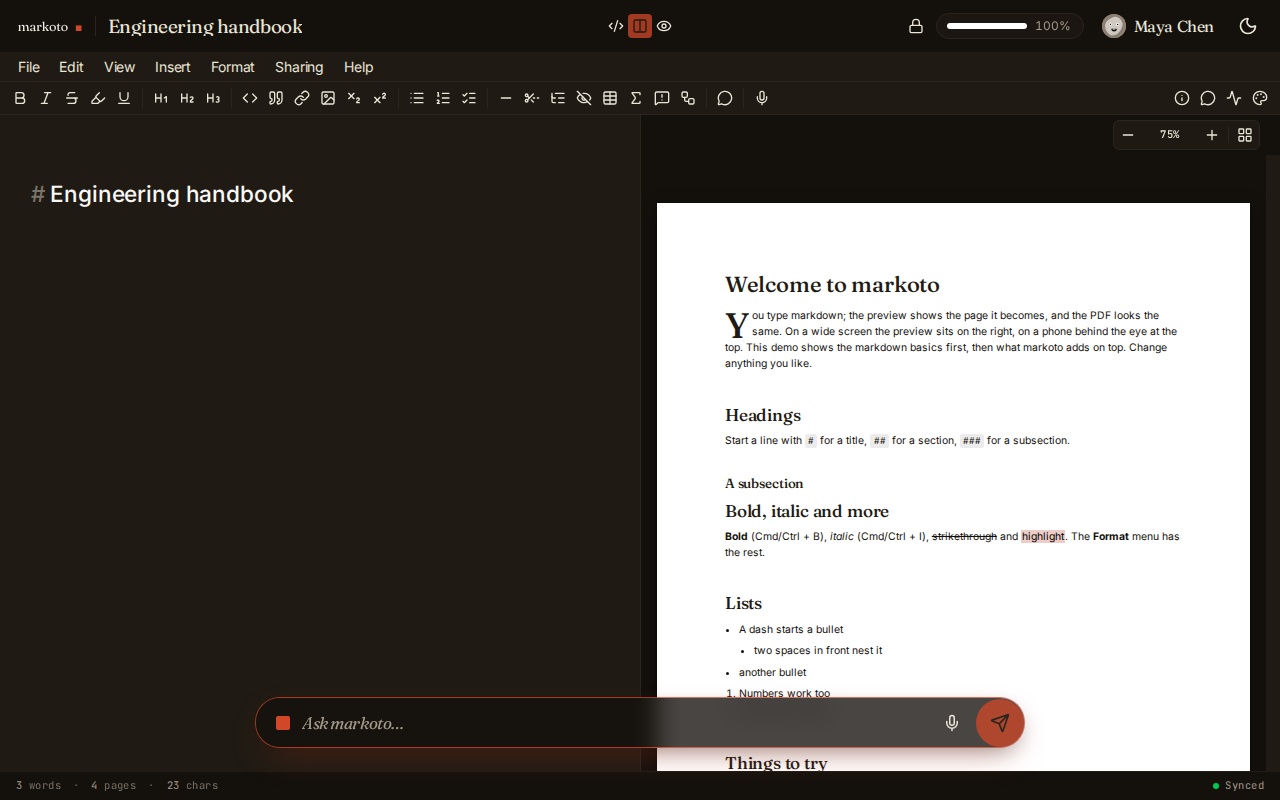 markoto
Engineering handbook
100%
Maya Chen
File Edit View Insert Format Sharing Help
H1 H2 H3
75%
# Engineering handbook
Welcome to markoto
You type markdown; the preview shows the page it becomes, and the PDF looks the
same. On a wide screen the preview sits on the right, on a phone behind the eye at the
top. This demo shows the markdown basics first, then what markoto adds on top. Change
anything you like.
Headings
Start a line with # for a title, ## for a section, ### for a subsection.
A subsection
Bold, italic and more
Bold (Cmd/Ctrl + B), italic (Cmd/Ctrl + I), strikethrough and highlight. The Format menu has
the rest.
Lists
• A dash starts a bullet
• two spaces in front nest it
• another bullet
1. Numbers work too
Ask markoto...
Things to try
3 words · 4 pages · 23 chars
Synced